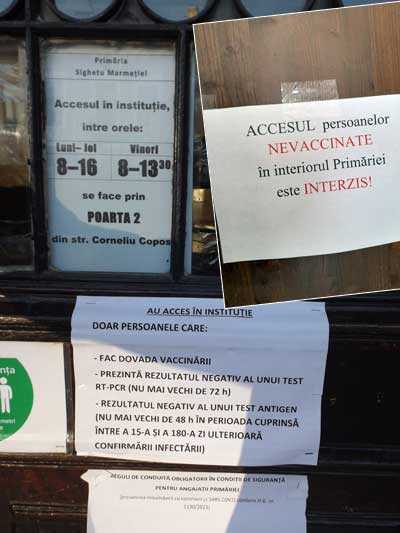 Primăria
Sighetu Marmației
Accesul în instituție,
între orele:
Luni- Joi Vineri
8–16 8–13³⁰
se face prin
POARTA 2
din str. Corneliu Copos
ACCESUL persoanelor
NEVACCINATE
în interiorul Primăriei
este INTERZIS!
AU ACCES ÎN INSTITUȚIE
DOAR PERSOANELE CARE:
- FAC DOVADA VACCINĂRII
- PREZINTĂ REZULTATUL NEGATIV AL UNUI TEST
RT-PCR (NU MAI VECHI DE 72 h)
- REZULTATUL NEGATIV AL UNUI TEST ANTIGEN
(NU MAI VECHI DE 48 h ÎN PERIOADA CUPRINSĂ
ÎNTRE A 15-A ȘI A 180-A ZI ULTERIOARĂ
CONFIRMĂRII INFECTĂRII)
REGULI DE CONDUITĂ OBLIGATORII ÎN CONDIȚII DE SIGURANȚĂ
PENTRU ANGAJAȚII PRIMĂRIEI